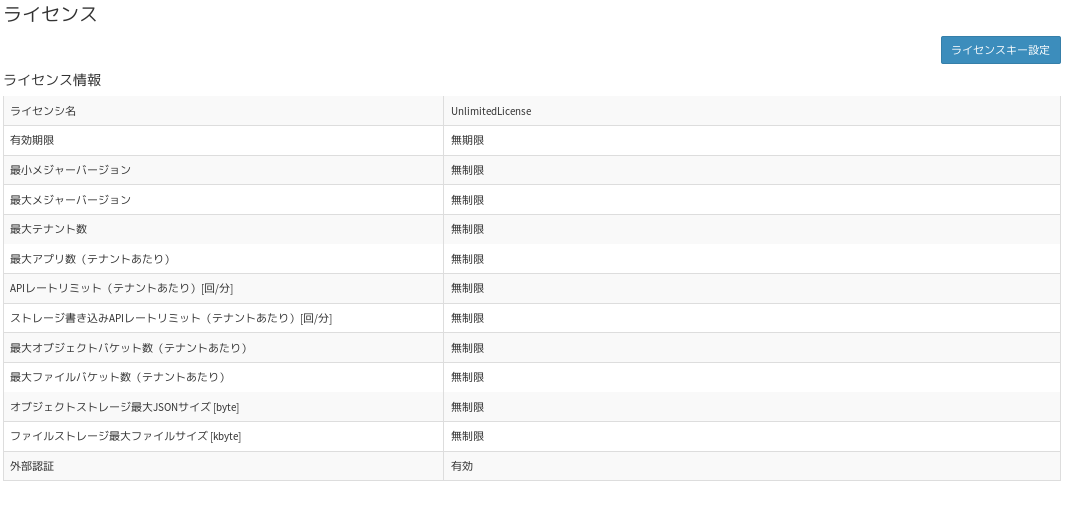 ライセンス
ライセンスキー設定
ライセンス情報
ライセンシ名 UnlimitedLicense
有効期限 無期限
最小メジャーバージョン 無制限
最大メジャーバージョン 無制限
最大テナント数 無制限
最大アプリ数（テナントあたり） 無制限
APIレートリミット（テナントあたり）[回/分] 無制限
ストレージ書き込みAPIレートリミット（テナントあたり）[回/分] 無制限
最大オブジェクトバケット数（テナントあたり） 無制限
最大ファイルバケット数（テナントあたり） 無制限
オブジェクトストレージ最大JSONサイズ [byte] 無制限
ファイルストレージ最大ファイルサイズ [kbyte] 無制限
外部認証 有効